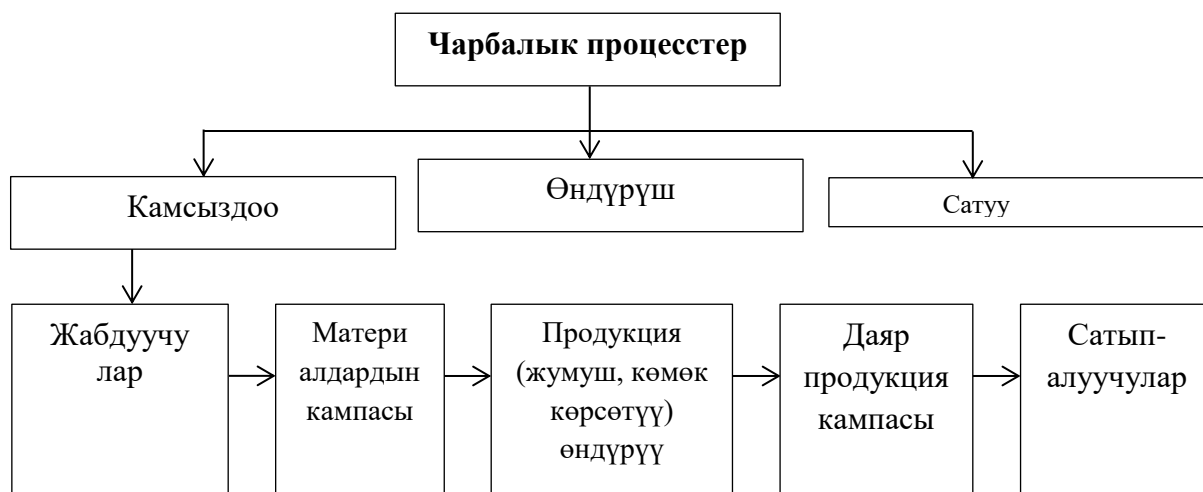 Чарбалык процесстер
Камсыздоо
Өндүрүш
Сатуу
Жабдуучу
лар
Матери
алдардын
кампасы
Продукция
(жумуш, көмөк
көрсөтүү)
өндүрүү
Даяр
продукция
кампасы
Сатып-
алуучулар